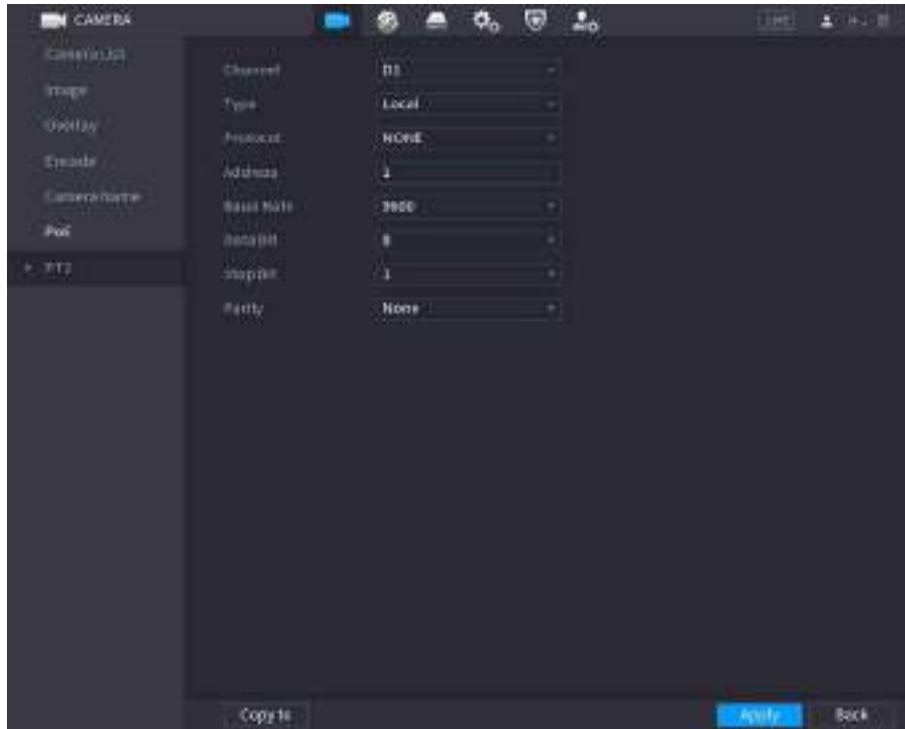 CAMERA
LIVE
Camera List
Image
Overlay
Encode
Camera Name
PoE
PTZ
Channel D1
Type Local
Protocol NONE
Address 1
Baud Rate 9600
Data Bit 8
Stop Bit 1
Parity None
Copy to
Apply
Back